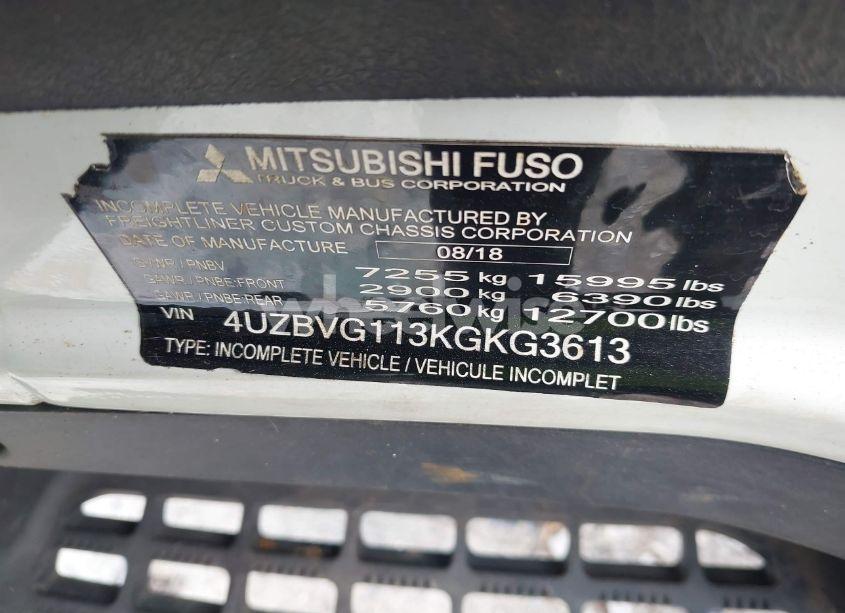 MITSUBISHI FUSO
TRUCK & BUS CORPORATION
INCOMPLETE VEHICLE MANUFACTURED BY
FREIGHTLINER CUSTOM CHASSIS CORPORATION
DATE OF MANUFACTURE 08/18
G.V.W.R / PNBV 7255 kg 15995 lbs
GAWR / PNBE:FRONT 2900 kg 6390 lbs
GAWR / PNBE:REAR 5760 kg 12700 lbs
VIN 4UZBVG113KGKG3613
TYPE: INCOMPLETE VEHICLE / VEHICULE INCOMPLET